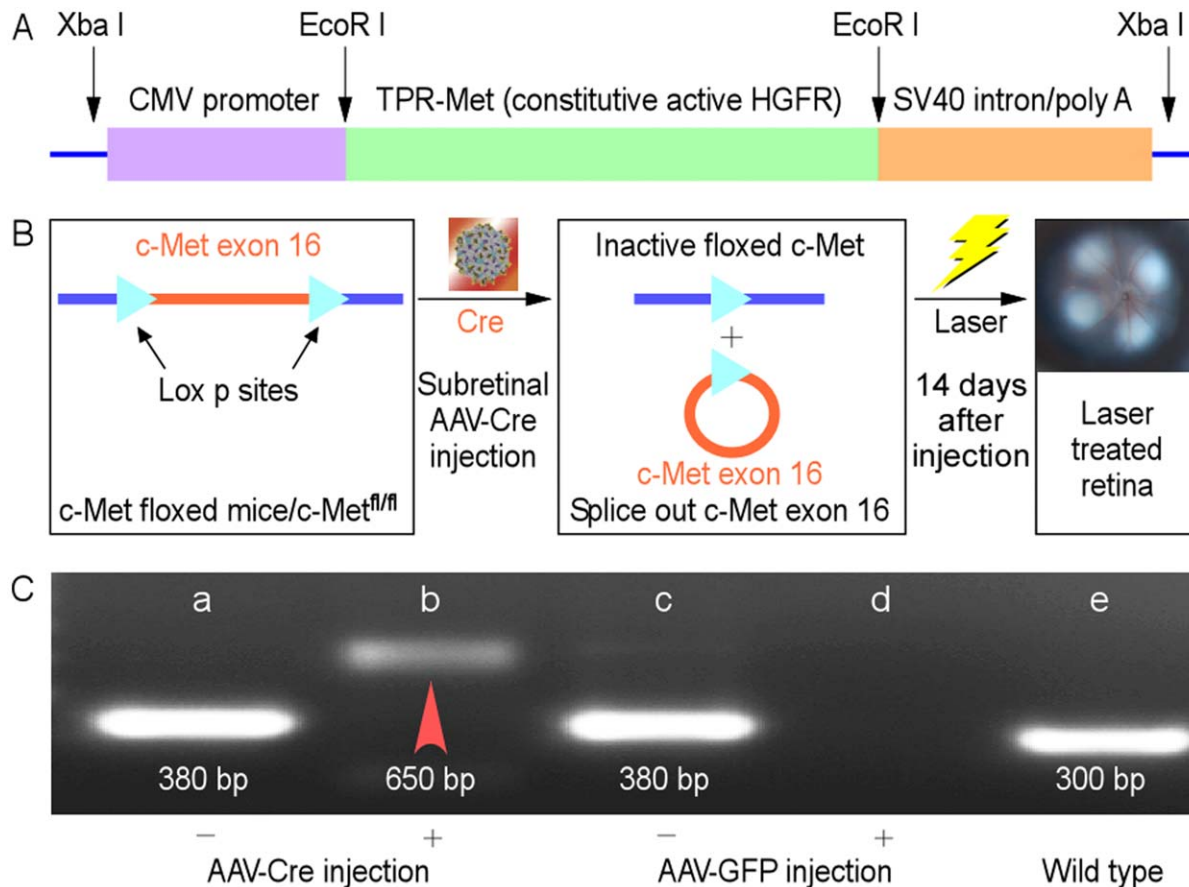 A
Xba I EcoR I EcoR I Xba I
CMV promoter TPR-Met (constitutive active HGFR) SV40 intron/poly A
B
c-Met exon 16
Lox p sites
c-Met floxed mice/c-Met^fl/fl
Cre
Subretinal
AAV-Cre
injection
Inactive floxed c-Met
+
c-Met exon 16
Splice out c-Met exon 16
Laser
14 days
after
injection
Laser
treated
retina
C
a b c d e
380 bp 650 bp 380 bp 300 bp
− + − +
AAV-Cre injection AAV-GFP injection Wild type